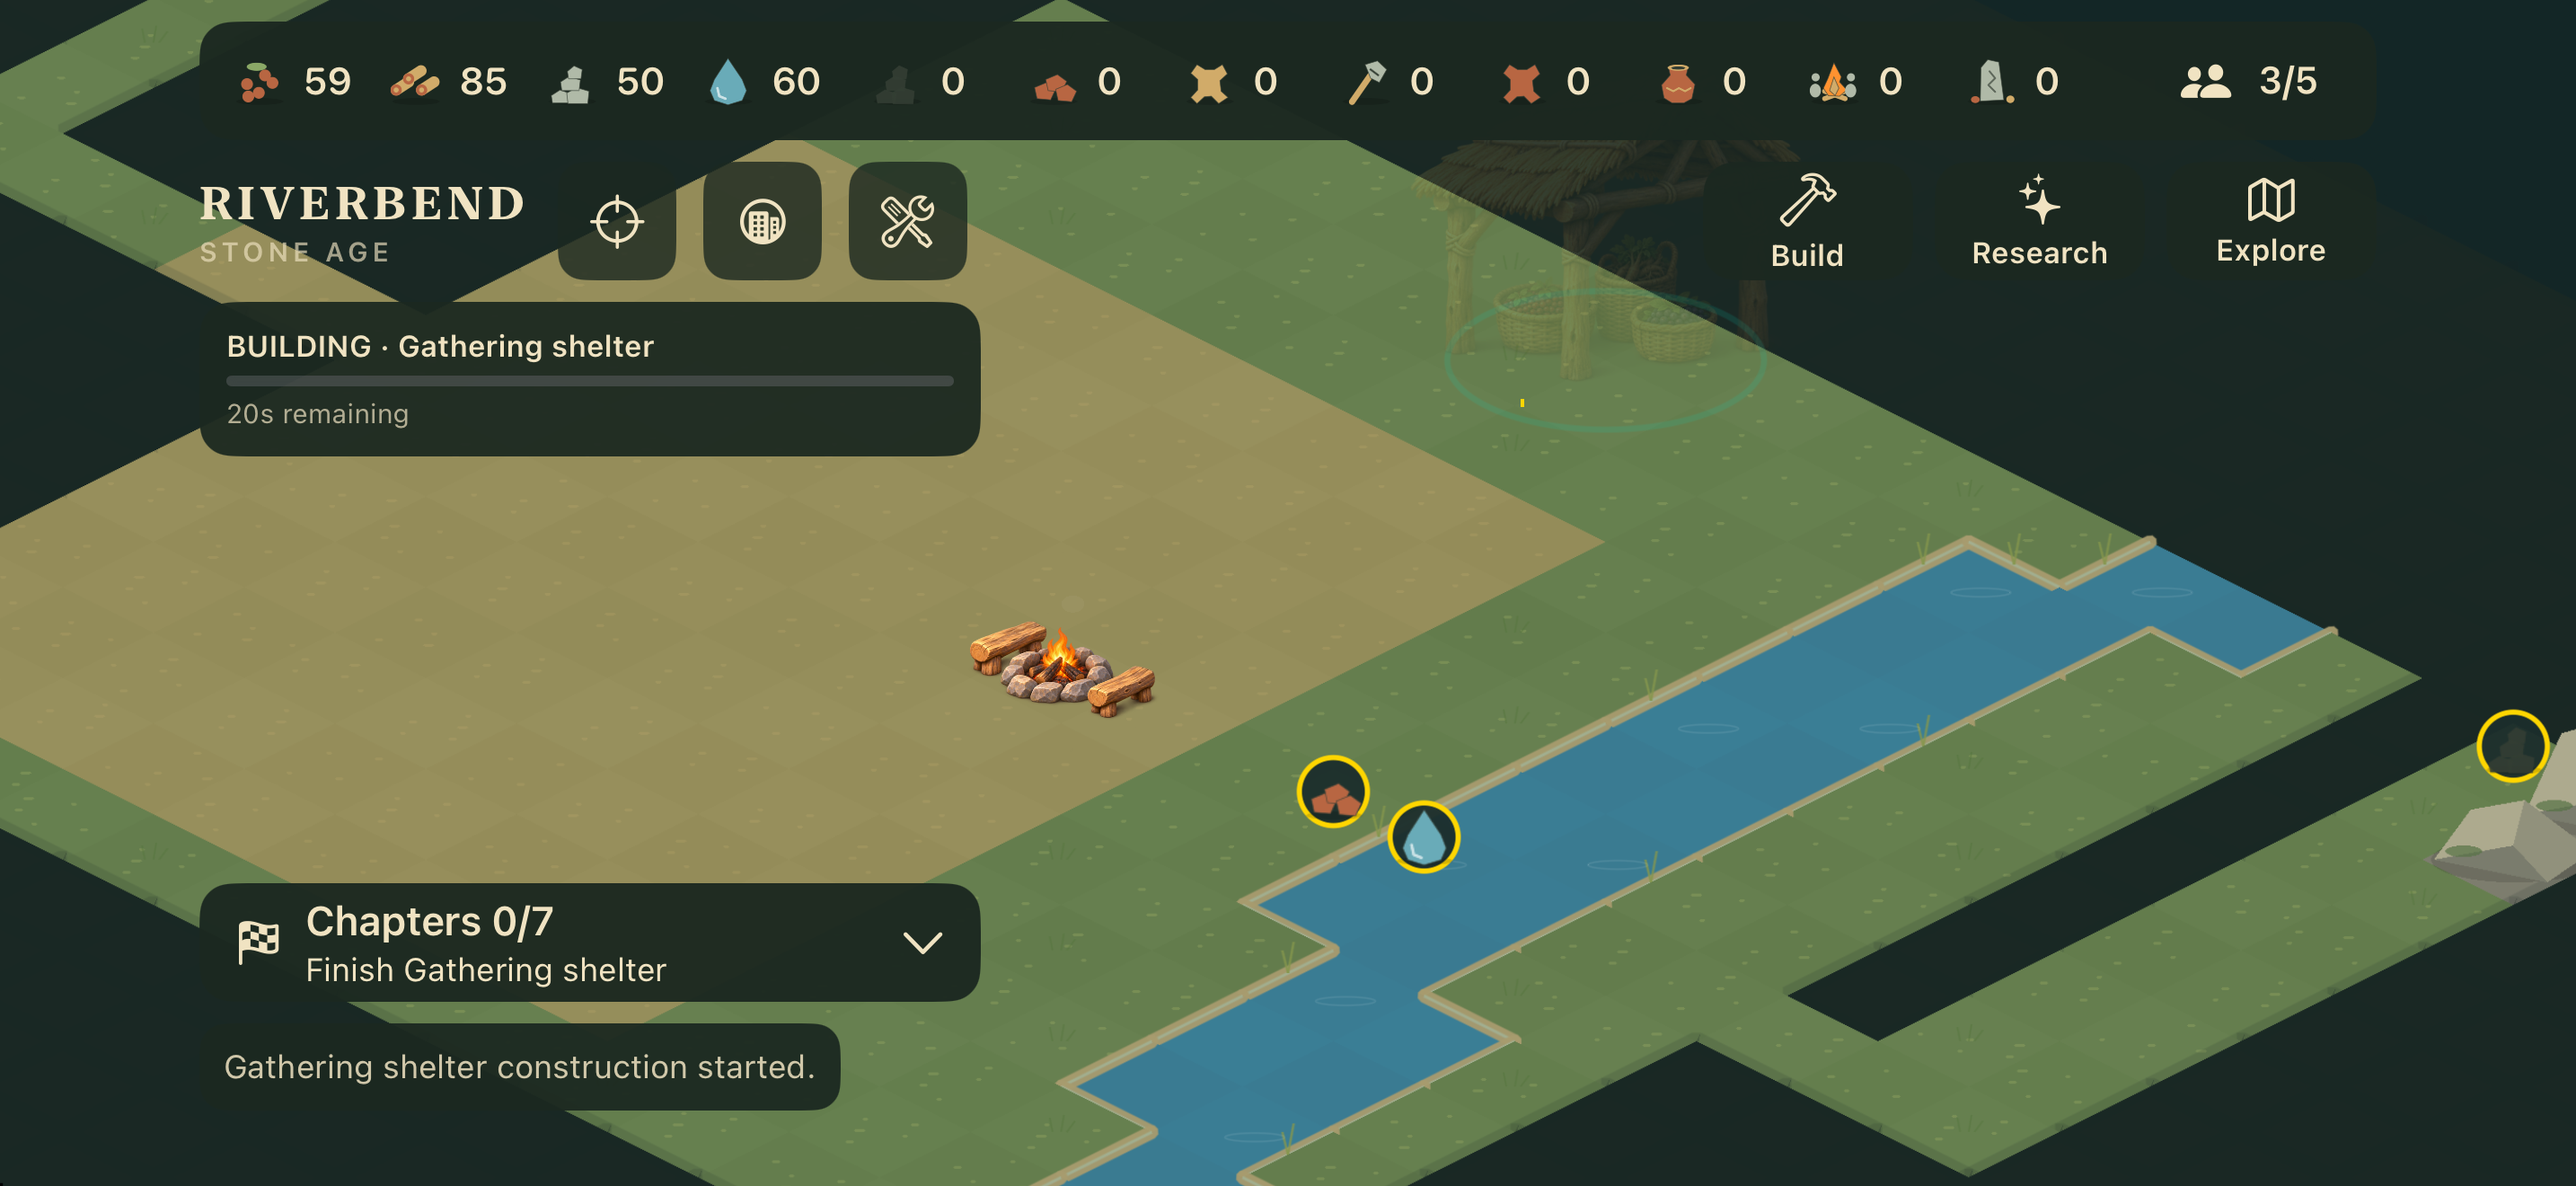 59 85 50 60 0 0 0 0 0 0 0 0 3/5
RIVERBEND
STONE AGE
Build Research Explore
BUILDING · Gathering shelter
20s remaining
Chapters 0/7
Finish Gathering shelter
Gathering shelter construction started.